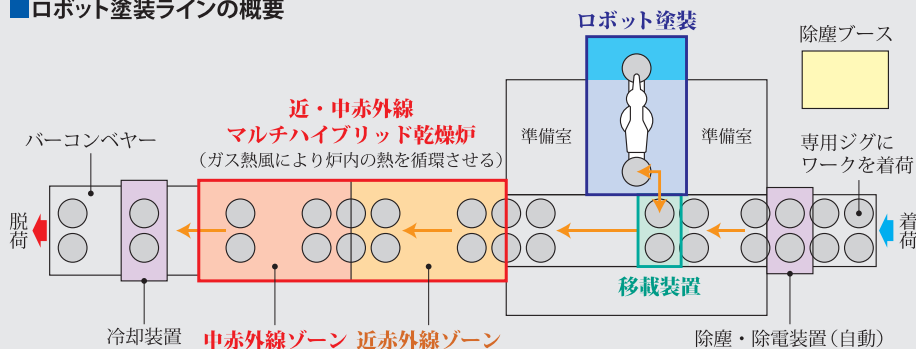 ■ロボット塗装ラインの概要
ロボット塗装
除塵ブース
近・中赤外線
マルチハイブリッド乾燥炉
（ガス熱風により炉内の熱を循環させる）
バーコンベヤー
準備室
準備室
専用ジグに
ワークを着荷
脱荷
着荷
移載装置
冷却装置
中赤外線ゾーン
近赤外線ゾーン
除塵・除電装置（自動）